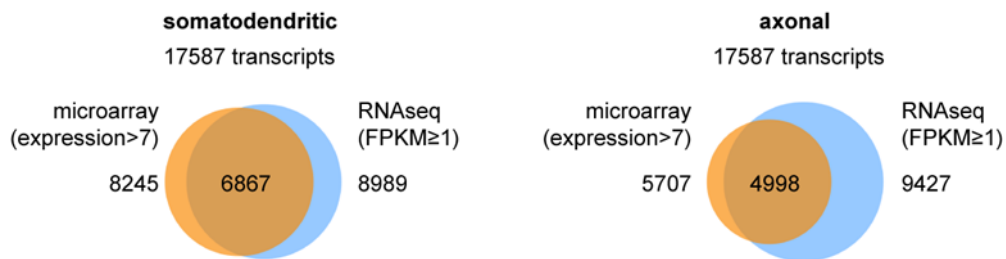 somatodendritic
17587 transcripts
microarray
(expression>7)
RNAseq
(FPKM≥1)
8245
6867
8989
axonal
17587 transcripts
microarray
(expression>7)
RNAseq
(FPKM≥1)
5707
4998
9427